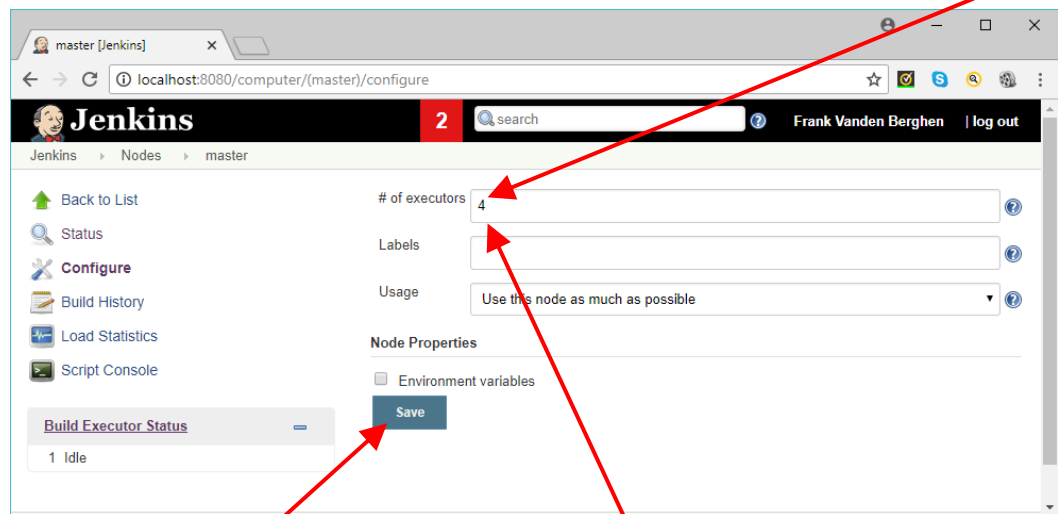 master [Jenkins]
localhost:8080/computer/(master)/configure
Jenkins 2 search Frank Vanden Berghen | log out
Jenkins Nodes master
Back to List
Status
Configure
Build History
Load Statistics
Script Console
Build Executor Status
1 Idle
# of executors 4
Labels
Usage Use this node as much as possible
Node Properties
Environment variables
Save